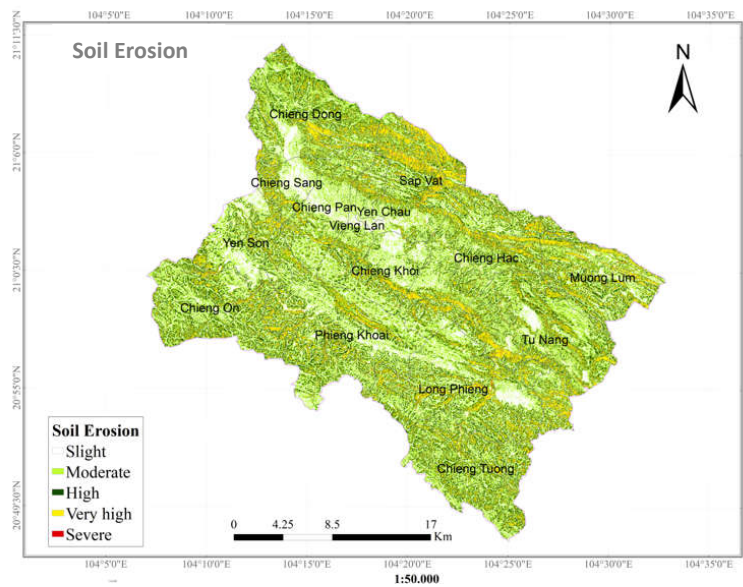 104°5'0"E 104°10'0"E 104°15'0"E 104°20'0"E 104°25'0"E 104°30'0"E 104°35'0"E
21°11'30"N
Soil Erosion
N
Chieng Dong
21°6'0"N
Chieng Sang
Sap Vat
Chieng Pan
Yen Chau
Vieng Lan
Yen Son
Chieng Hac
21°0'30"N
Chieng Khoi
Muong Lum
Chieng On
Phieng Khoai
Tu Nang
20°55'0"N
Long Phieng
Soil Erosion
Slight
Moderate
High
Very high
Severe
Chieng Tuong
20°49'30"N
0 4.25 8.5 17
Km
104°5'0"E 104°10'0"E 104°15'0"E 104°20'0"E 104°25'0"E 104°30'0"E 104°35'0"E
1:50.000